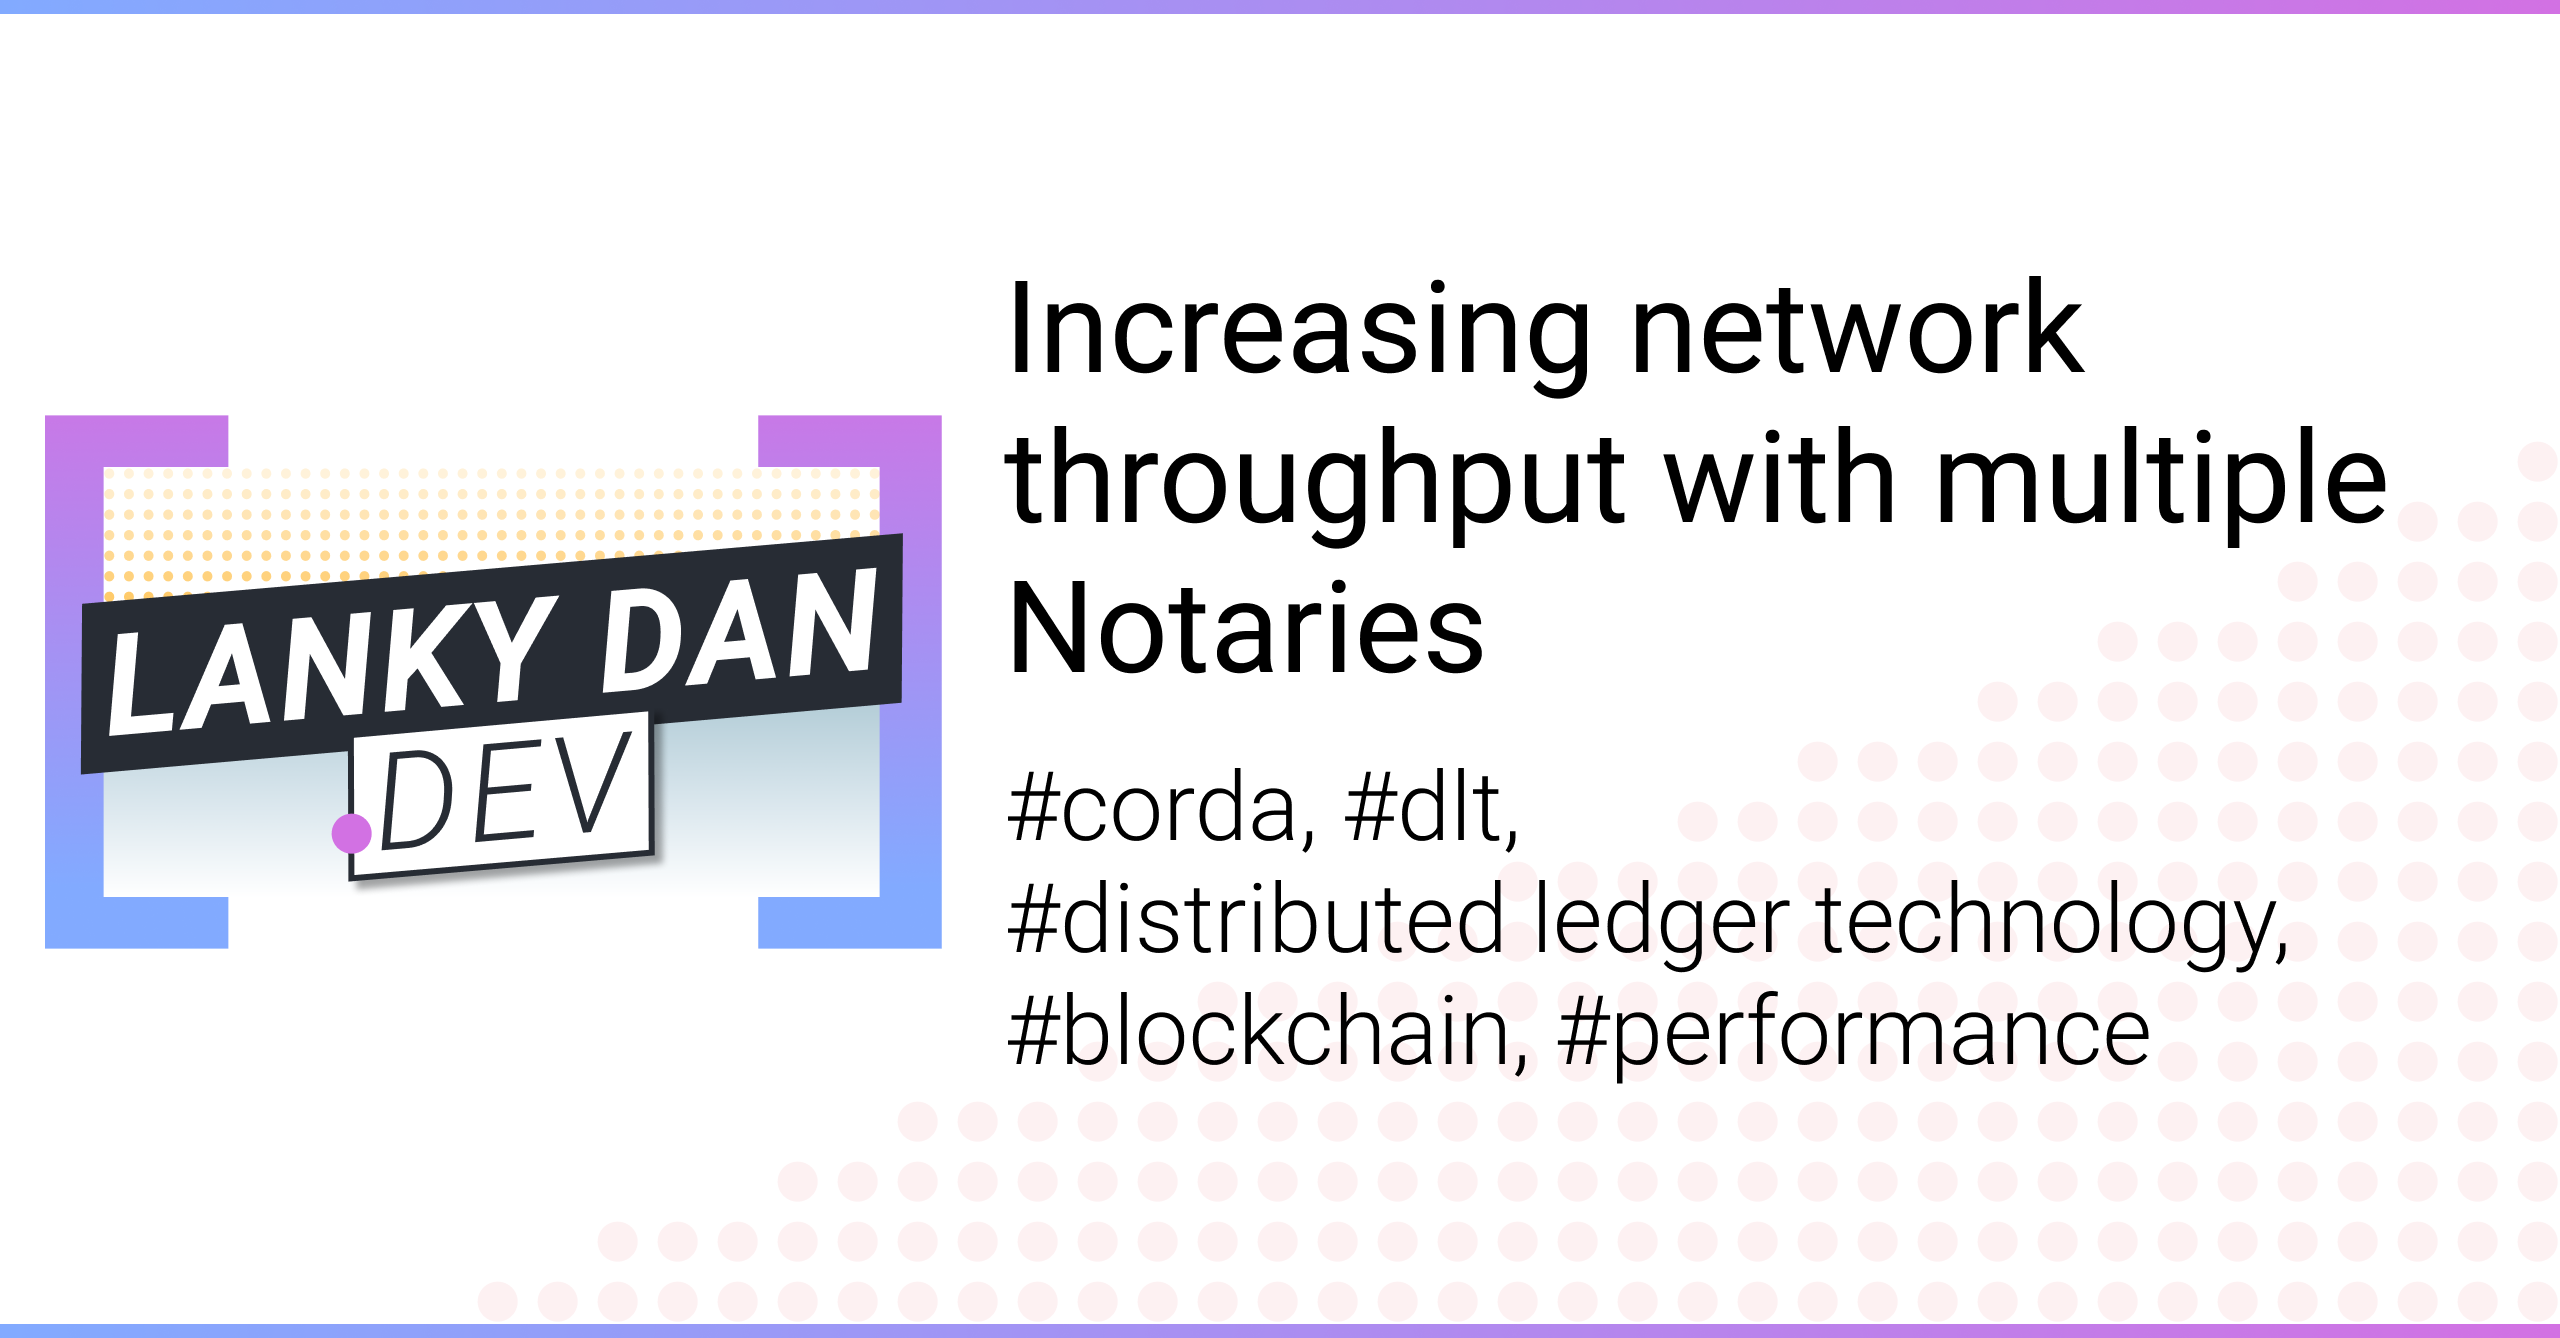 LANKY DAN
.DEV
Increasing network
throughput with multiple
Notaries
#corda, #dlt,
#distributed ledger technology,
#blockchain, #performance